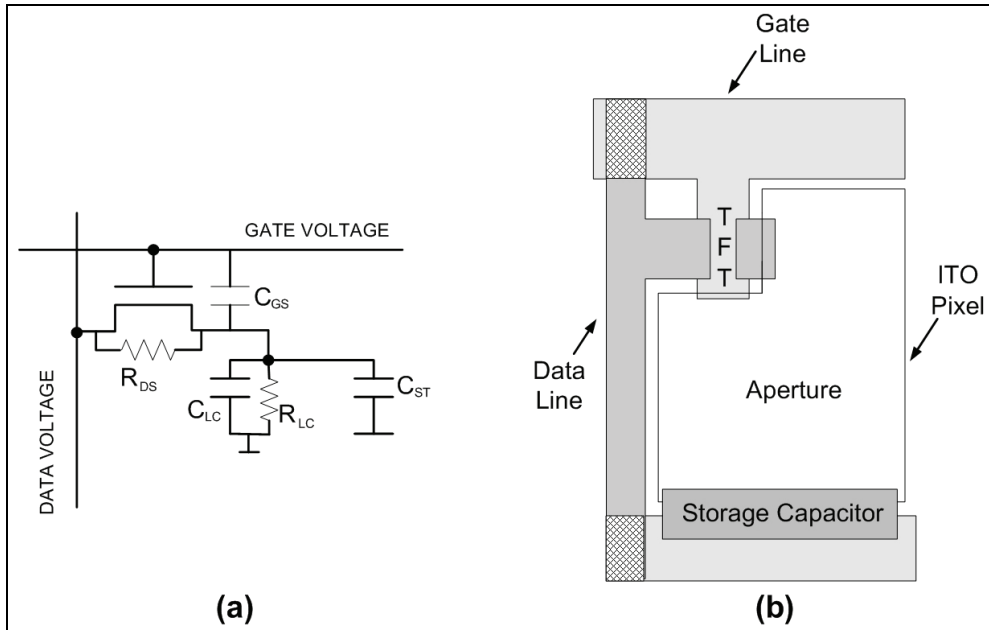 GATE VOLTAGE
C_GS
R_DS
C_LC
R_LC
C_ST
DATA VOLTAGE
(a)
Gate
Line
T
F
T
ITO
Pixel
Data
Line
Aperture
Storage Capacitor
(b)